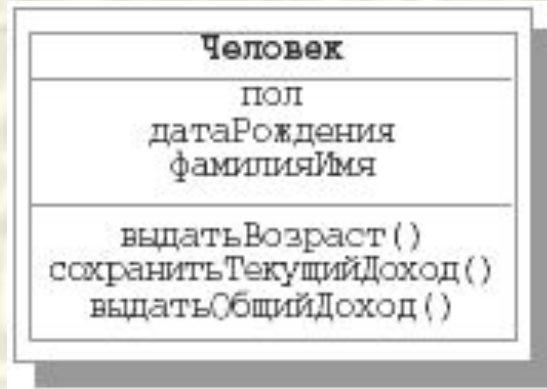 Человек
пол
датаРождения
фамилияИмя
выдатьВозраст()
сохранитьТекущийДоход()
выдатьОбщийДоход()